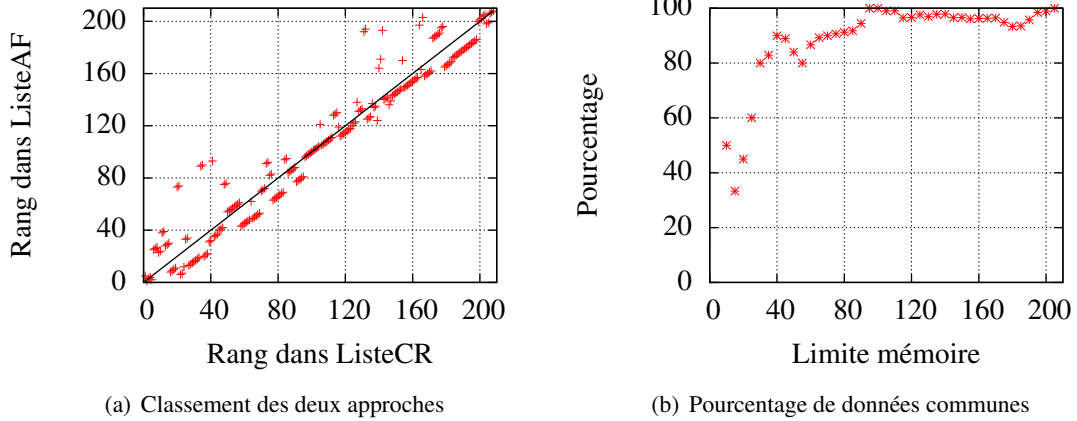 Rang dans ListeAF
200
160
120
80
40
0
0 40 80 120 160 200
Rang dans ListeCR
(a) Classement des deux approches
Pourcentage
100
80
60
40
20
0
0 40 80 120 160 200
Limite mémoire
(b) Pourcentage de données communes